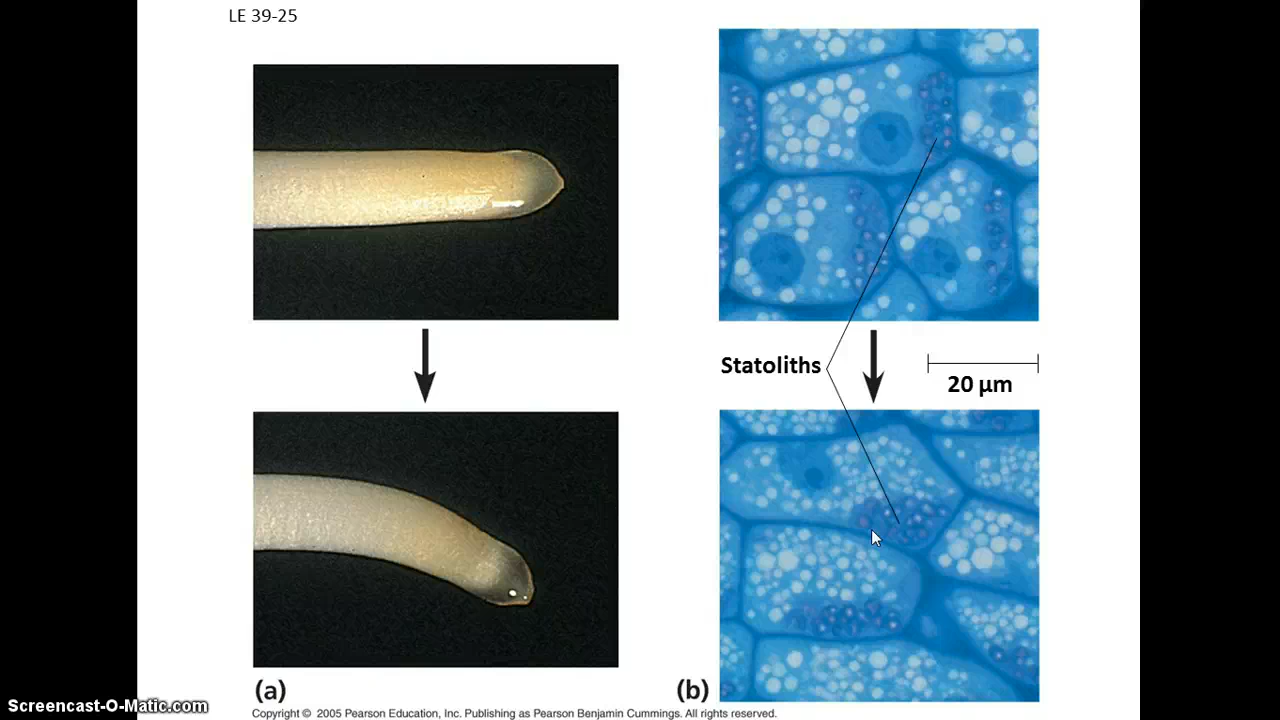 LE 39-25
Statoliths
20 µm
(a)
(b)
Copyright © 2005 Pearson Education, Inc. Publishing as Pearson Benjamin Cummings. All rights reserved.
Screencast-O-Matic.com